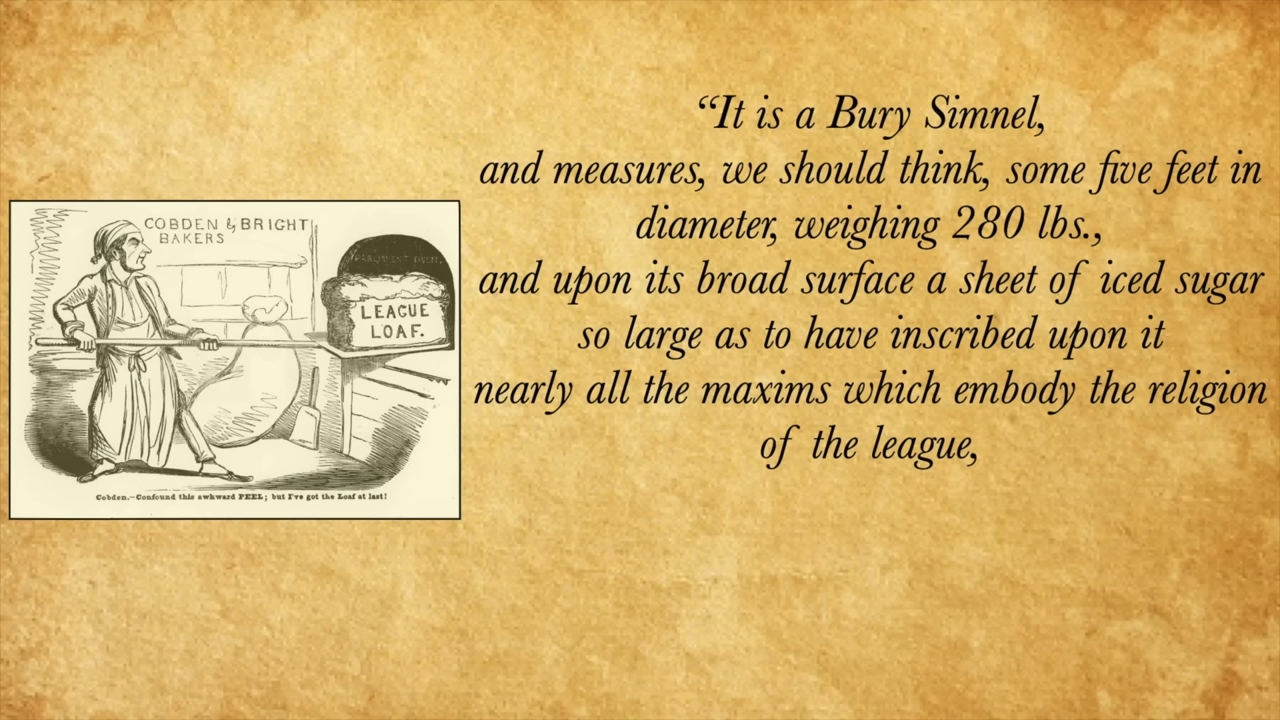 COBDEN & BRIGHT
BAKERS
PARLIAMENT OVEN.
LEAGUE
LOAF.
Cobden.—Confound this awkward PEEL; but I've got the Loaf at last!
“It is a Bury Simnel,
and measures, we should think, some five feet in
diameter, weighing 280 lbs.,
and upon its broad surface a sheet of iced sugar
so large as to have inscribed upon it
nearly all the maxims which embody the religion
of the league,